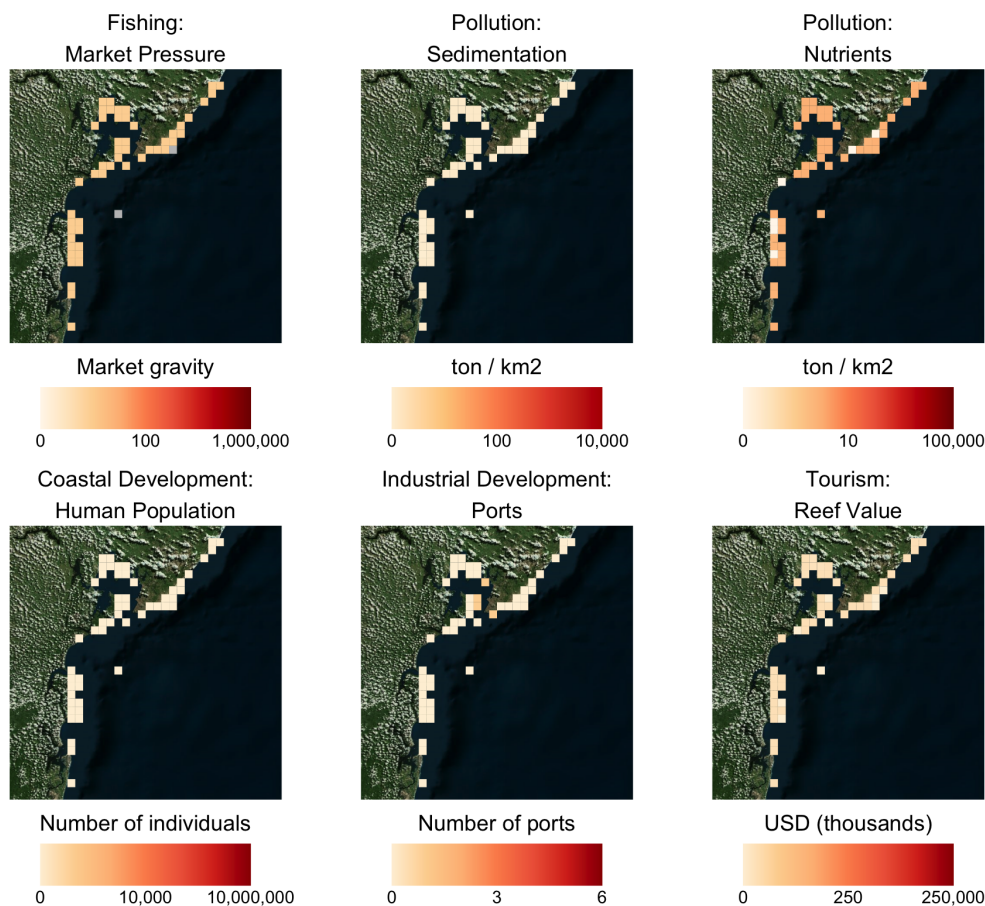 Fishing:
Market Pressure
Pollution:
Sedimentation
Pollution:
Nutrients
Market gravity
0 100 1,000,000
ton / km2
0 100 10,000
ton / km2
0 10 100,000
Coastal Development:
Human Population
Industrial Development:
Ports
Tourism:
Reef Value
Number of individuals
0 10,000 10,000,000
Number of ports
0 3 6
USD (thousands)
0 250 250,000